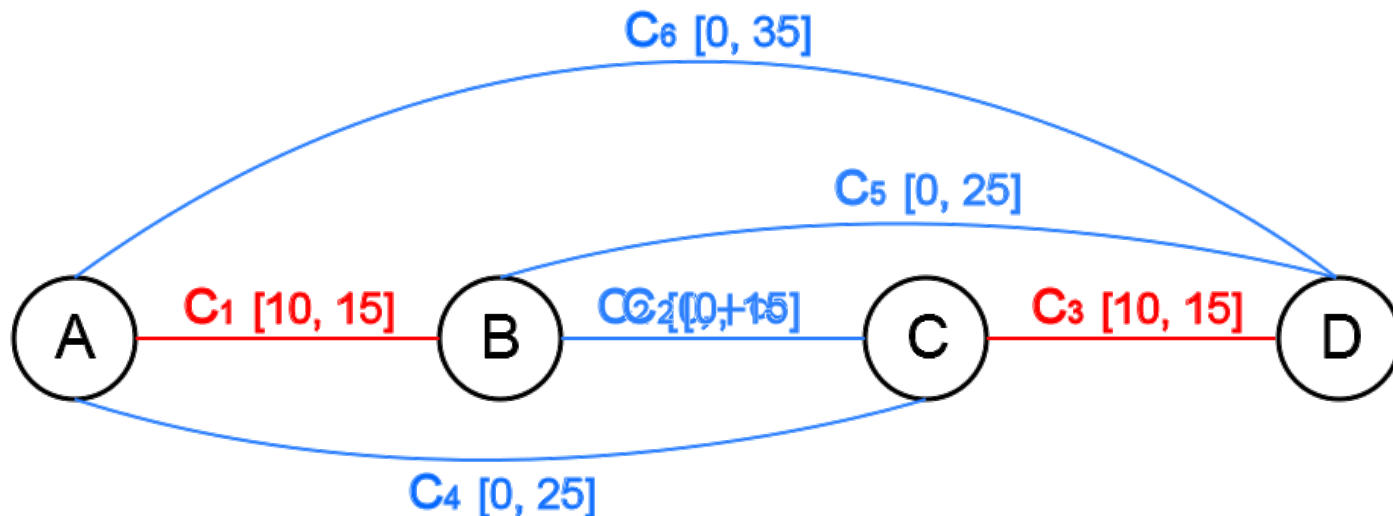 C6 [0, 35]
C5 [0, 25]
C1 [10, 15]
C3 [10, 15]
A
B
C
D
C4 [0, 25]